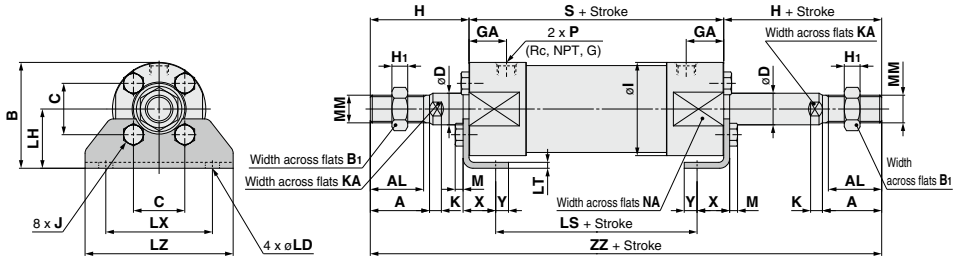 H
S + Stroke
H + Stroke
GA
2 x P
(Rc, NPT, G)
GA
Width across flats KA
H1
øD
øI
øD
H1
MM
B
C
LH
MM
Width across flats B1
Width across flats KA
Width across flats NA
Width
across flats B1
LT
AL
M
AL
A
K
X
Y
Y
X
M
K
A
C
8 x J
LX
4 x øLD
LS + Stroke
LZ
ZZ + Stroke